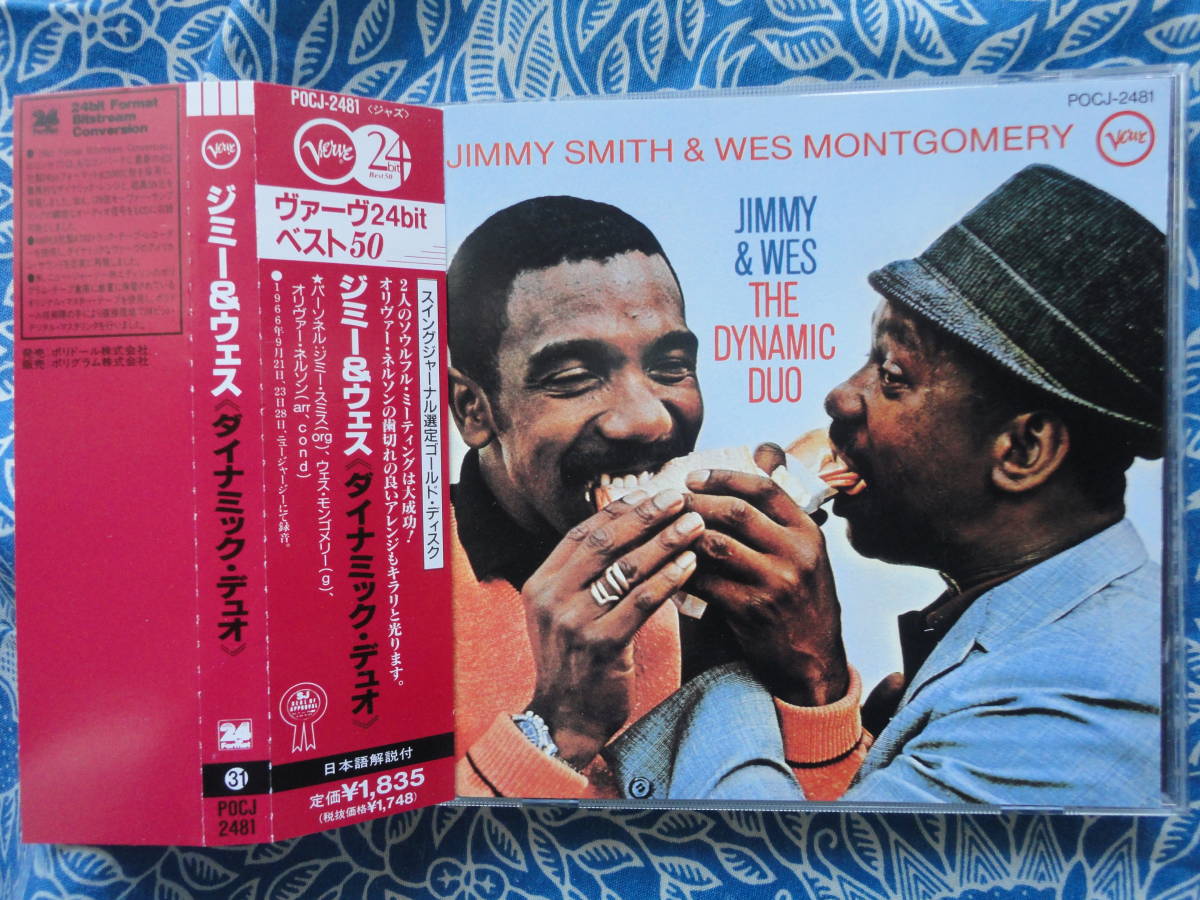 24bit Format
Bitstream
Conversion
発売 ポリドール株式会社
販売 ポリグラム株式会社
Verve
ジミー&ウェス《ダイナミック・デュオ》
24bit
Format
31
POCJ
2481
POCJ-2481〈ジャズ〉
Verve
24
bit
Best 50
ヴァーヴ24bit
ベスト50
スイングジャーナル選定ゴールド・ディスク
2人のソウルフル・ミーティングは大成功!
オリヴァー・ネルソンの歯切れの良いアレンジもキラリと光ります。
ジミー&ウェス《ダイナミック・デュオ》
★パーソネル:ジミー・スミス(org)、ウェス・モンゴメリー(g)、
オリヴァー・ネルソン(arr、cond)
●1966年9月21日、23日28日、ニュージャージーにて録音。
SJ
SEAL OF
APPROVAL
日本語解説付
定価¥1,835
(税抜価格¥1,748)
POCJ-2481
JIMMY SMITH & WES MONTGOMERY
Verve
JIMMY
& WES
THE
DYNAMIC
DUO